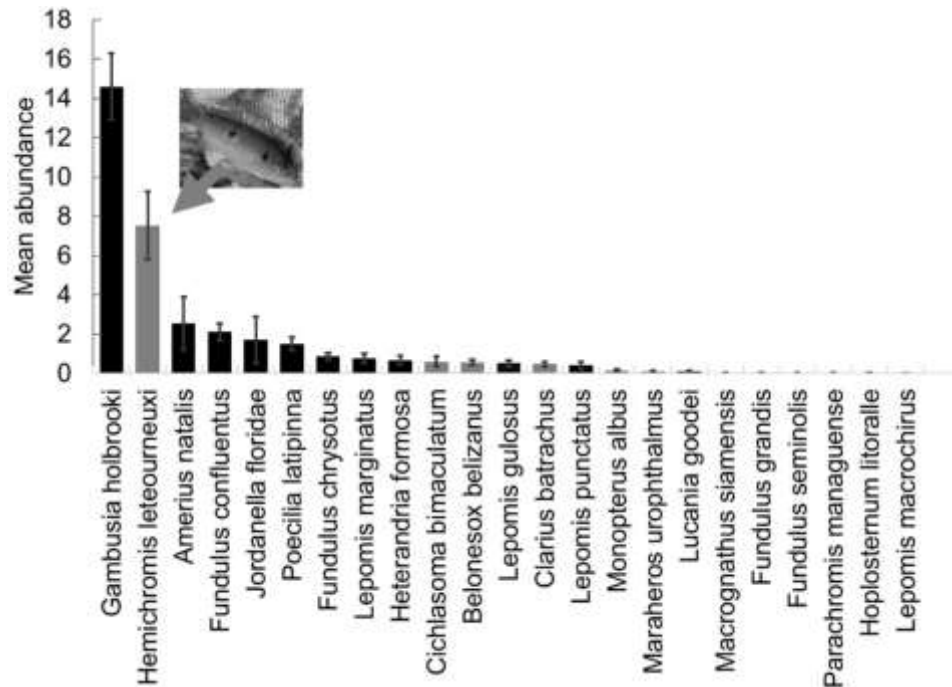 Mean abundance
18
16
14
12
10
8
6
4
2
0
Gambusia holbrooki
Hemichromis leteourneuxi
Amerius natalis
Fundulus confluentus
Jordanella floridae
Poecilia latipinna
Fundulus chrysotus
Lepomis marginatus
Heterandria formosa
Cichlasoma bimaculatum
Belonesox belizanus
Lepomis gulosus
Clarius batrachus
Lepomis punctatus
Monopterus albus
Maraheros urophthalmus
Lucania goodei
Macrognathus siamensis
Fundulus grandis
Fundulus seminolis
Parachromis managuense
Hoplosternum litoralle
Lepomis macrochirus